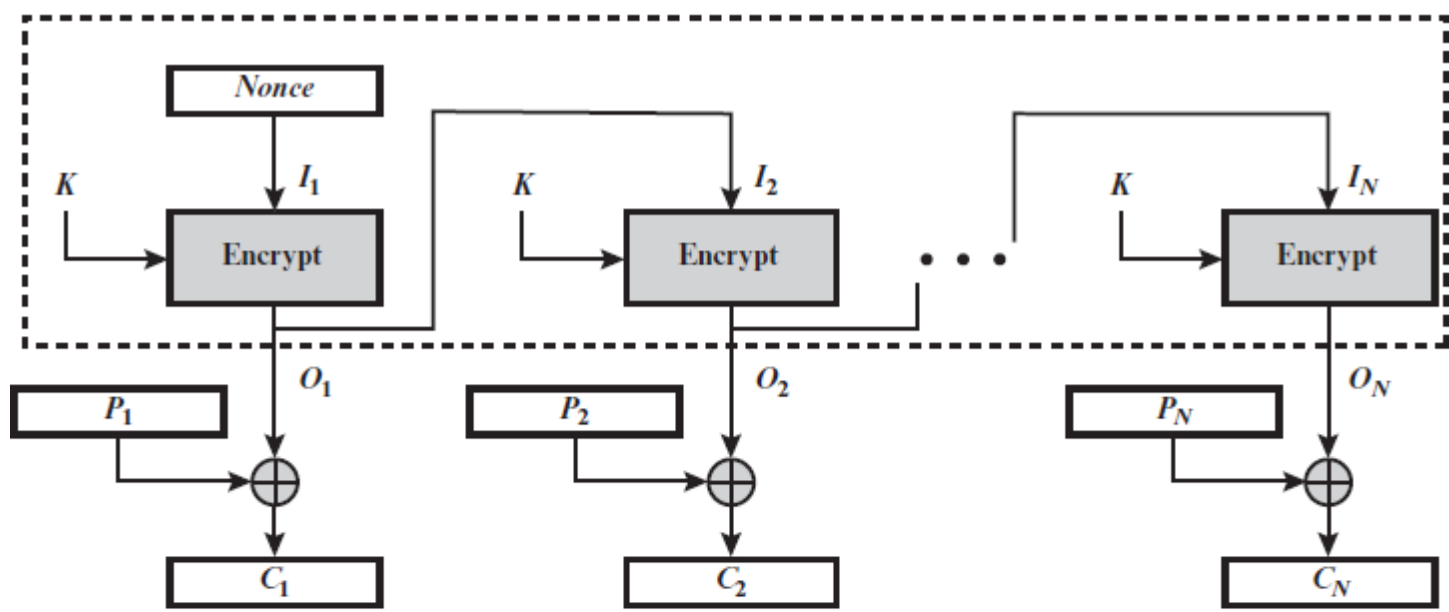 Nonce
K I1 K I2 K IN
Encrypt Encrypt • • • Encrypt
O1 O2 ON
P1 P2 PN
C1 C2 CN